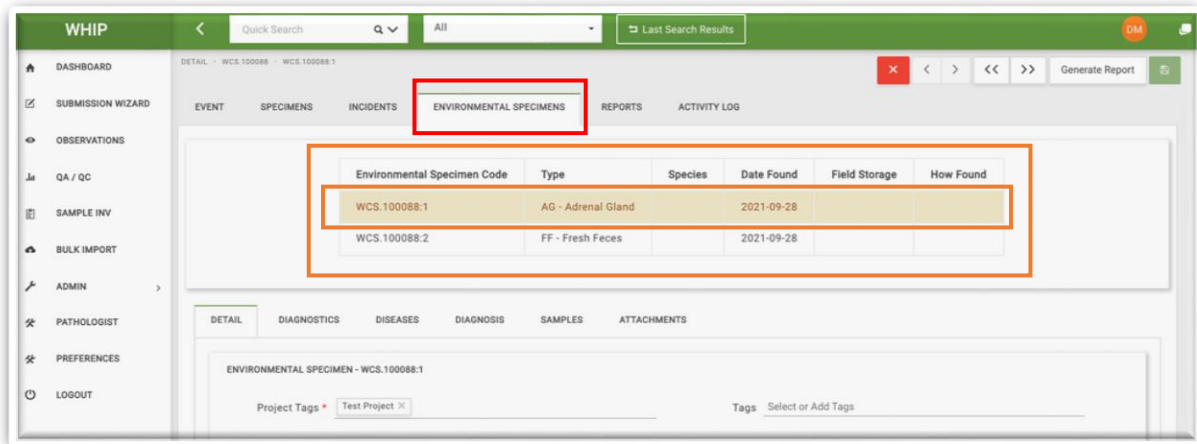 WHIP
Quick Search
All
Last Search Results
DM
DASHBOARD
SUBMISSION WIZARD
OBSERVATIONS
QA / QC
SAMPLE INV
BULK IMPORT
ADMIN
PATHOLOGIST
PREFERENCES
LOGOUT
DETAIL - WCS.100088 - WCS.100088:1
Generate Report
EVENT SPECIMENS INCIDENTS ENVIRONMENTAL SPECIMENS REPORTS ACTIVITY LOG
Environmental Specimen Code Type Species Date Found Field Storage How Found
WCS.100088:1 AG - Adrenal Gland 2021-09-28
WCS.100088:2 FF - Fresh Feces 2021-09-28
DETAIL DIAGNOSTICS DISEASES DIAGNOSIS SAMPLES ATTACHMENTS
ENVIRONMENTAL SPECIMEN - WCS.100088:1
Project Tags * Test Project × Tags Select or Add Tags